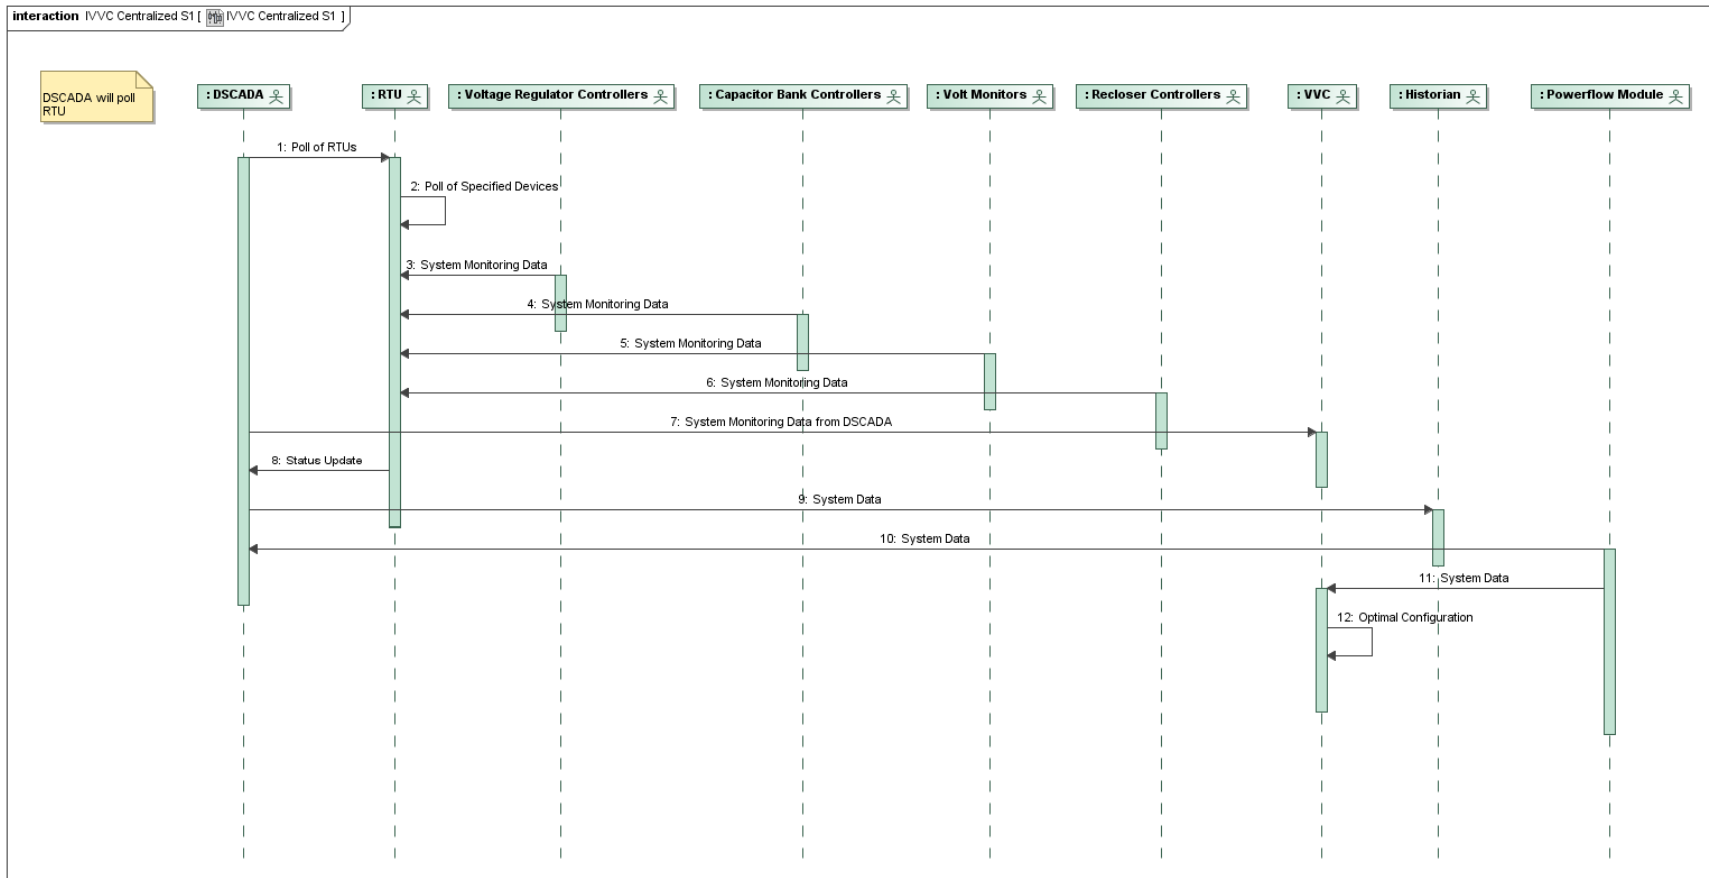 interaction IVVC Centralized S1 [ IVVC Centralized S1 ]
DSCADA will poll
RTU
: DSCADA
: RTU
: Voltage Regulator Controllers
: Capacitor Bank Controllers
: Volt Monitors
: Recloser Controllers
: VVC
: Historian
: Powerflow Module
1: Poll of RTUs
2: Poll of Specified Devices
3: System Monitoring Data
4: System Monitoring Data
5: System Monitoring Data
6: System Monitoring Data
7: System Monitoring Data from DSCADA
8: Status Update
9: System Data
10: System Data
11: System Data
12: Optimal Configuration